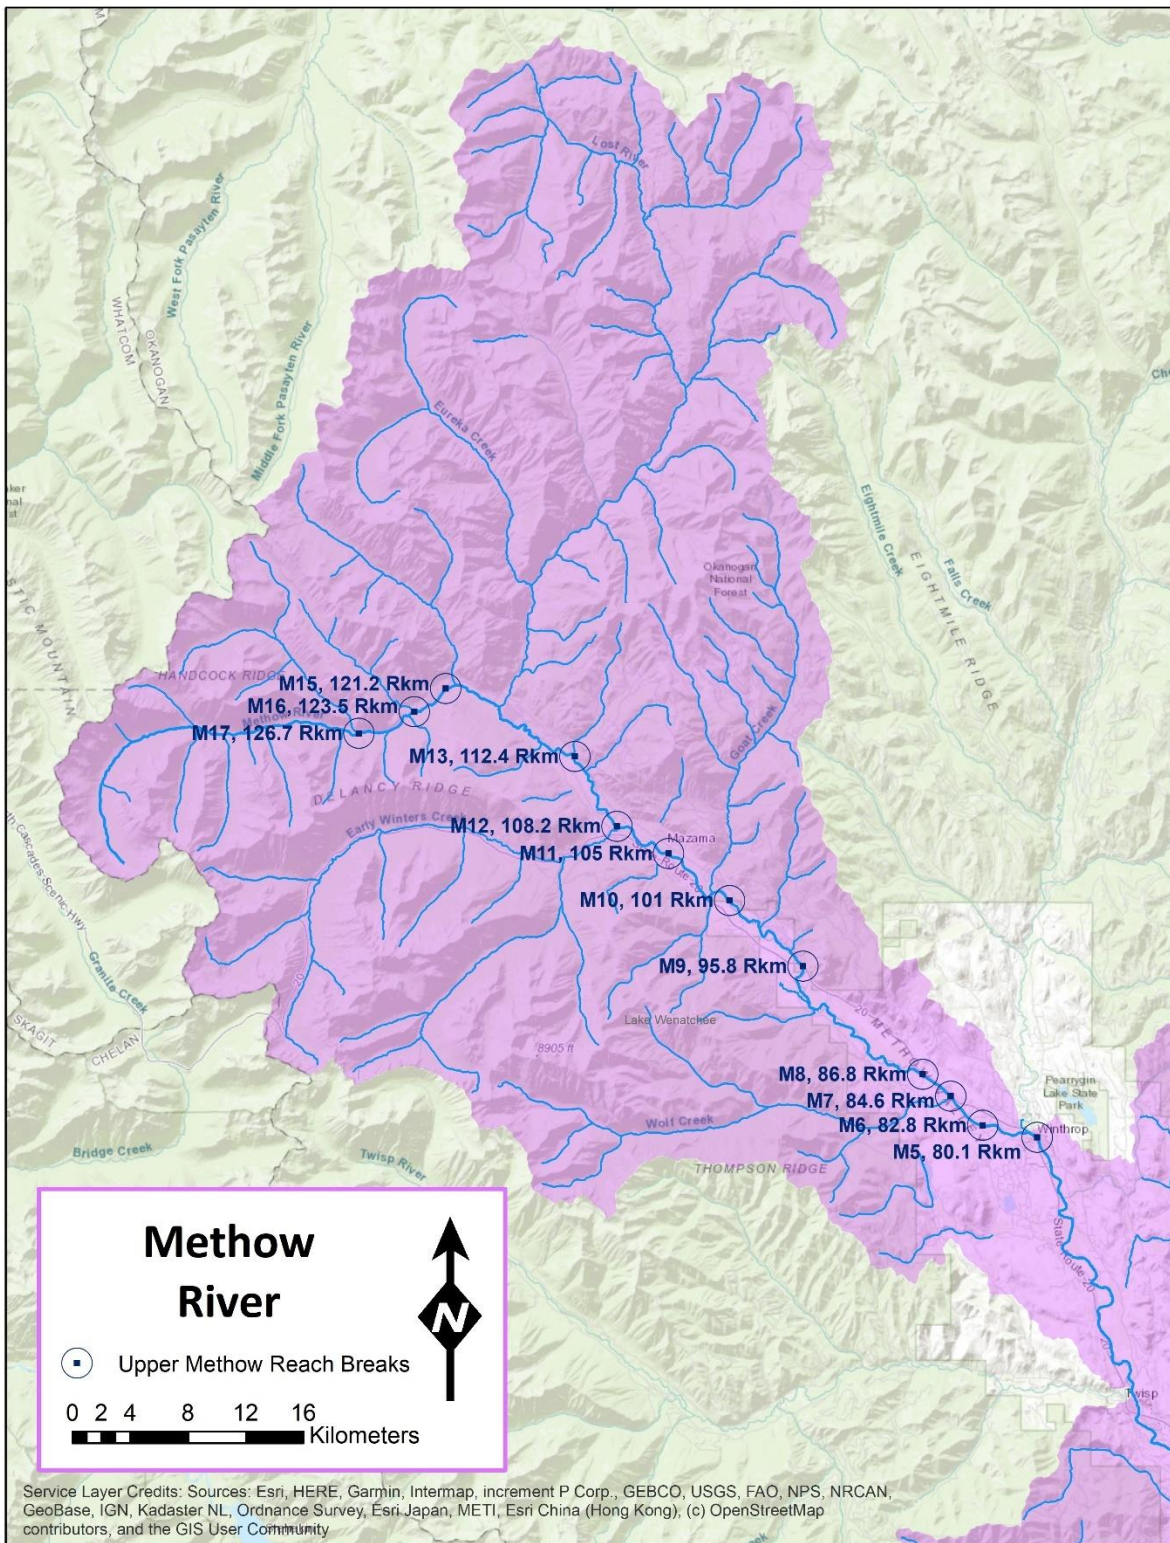 Lost River
West Fork Pasayten River
WHATCOM
OKANOGAN
Middle Fork Pasayten River
Eureka Creek
Eightmile Creek
Falls Creek
EIGHTMILE RIDGE
Okanogan
National
Forest
HANDCOCK RIDGE
M15, 121.2 Rkm
M16, 123.5 Rkm
Methow River
M17, 126.7 Rkm
Goat Creek
M13, 112.4 Rkm
DELANCY RIDGE
Early Winters Creek
M12, 108.2 Rkm
Mazama
M11, 105 Rkm
M10, 101 Rkm
M9, 95.8 Rkm
20
Granite Creek
SKAGIT
CHELAN
Lake Wenatchee
8905 ft
20
M8, 86.8 Rkm
M7, 84.6 Rkm
Pearrygin
Lake State
Park
M6, 82.8 Rkm
Winthrop
M5, 80.1 Rkm
Wolf Creek
Bridge Creek
Twisp River
THOMPSON RIDGE
State Route 20
20
Twisp
Methow
River
N
Upper Methow Reach Breaks
0 2 4 8 12 16
Kilometers
Service Layer Credits: Sources: Esri, HERE, Garmin, Intermap, increment P Corp., GEBCO, USGS, FAO, NPS, NRCAN,
GeoBase, IGN, Kadaster NL, Ordnance Survey, Esri Japan, METI, Esri China (Hong Kong), (c) OpenStreetMap
contributors, and the GIS User Community